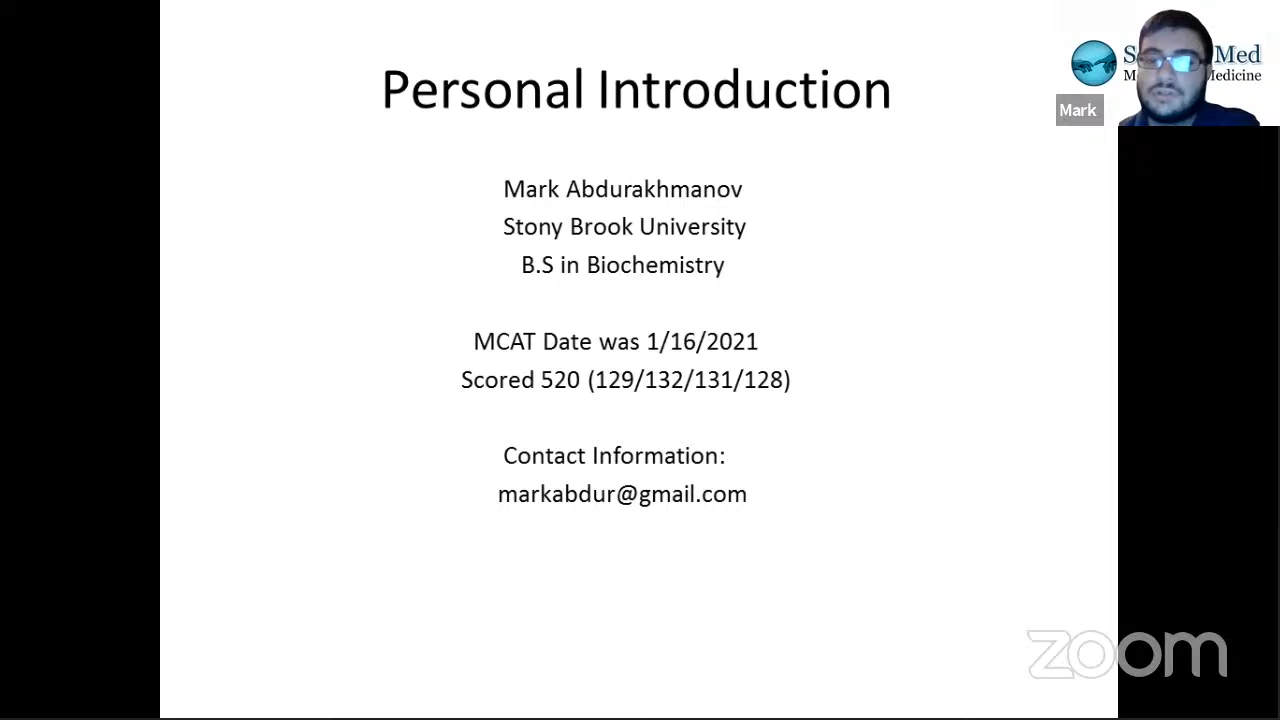 Personal Introduction
Mark Abdurakhmanov
Stony Brook University
B.S in Biochemistry
MCAT Date was 1/16/2021
Scored 520 (129/132/131/128)
Contact Information:
markabdur@gmail.com
Med
Mark
zoom